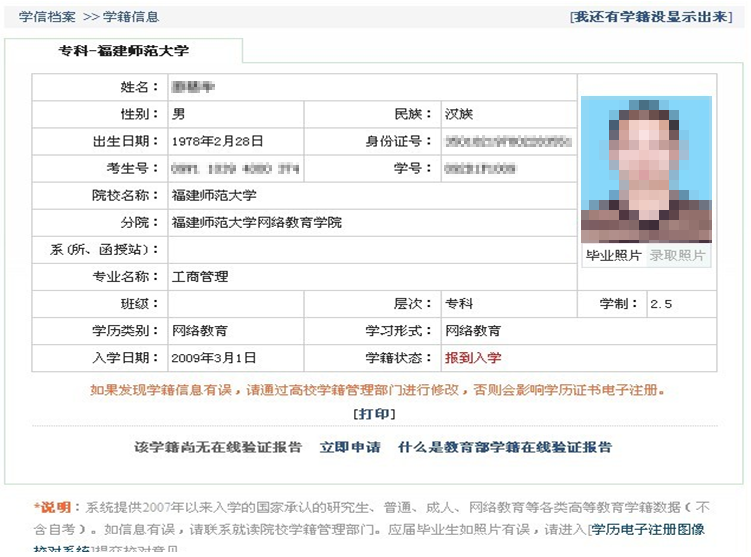 学信档案 >> 学籍信息
[我还有学籍没显示出来]
专科-福建师范大学
姓名：
性别： 男 民族： 汉族
出生日期： 1978年2月28日 身份证号：
考生号： 学号：
院校名称： 福建师范大学
分院： 福建师范大学网络教育学院
系(所、函授站)：
毕业照片 录取照片
专业名称： 工商管理
班级： 层次： 专科 学制： 2.5
学历类别： 网络教育 学习形式： 网络教育
入学日期： 2009年3月1日 学籍状态： 报到入学
如果发现学籍信息有误，请通过高校学籍管理部门进行修改，否则会影响学历证书电子注册。
[打印]
该学籍尚无在线验证报告 立即申请 什么是教育部学籍在线验证报告
*说明：系统提供2007年以来入学的国家承认的研究生、普通、成人、网络教育等各类高等教育学籍数据（不
含自考）。如信息有误，请联系就读院校学籍管理部门。应届毕业生如照片有误，请进入[学历电子注册图像
校对系统]提交校对意见